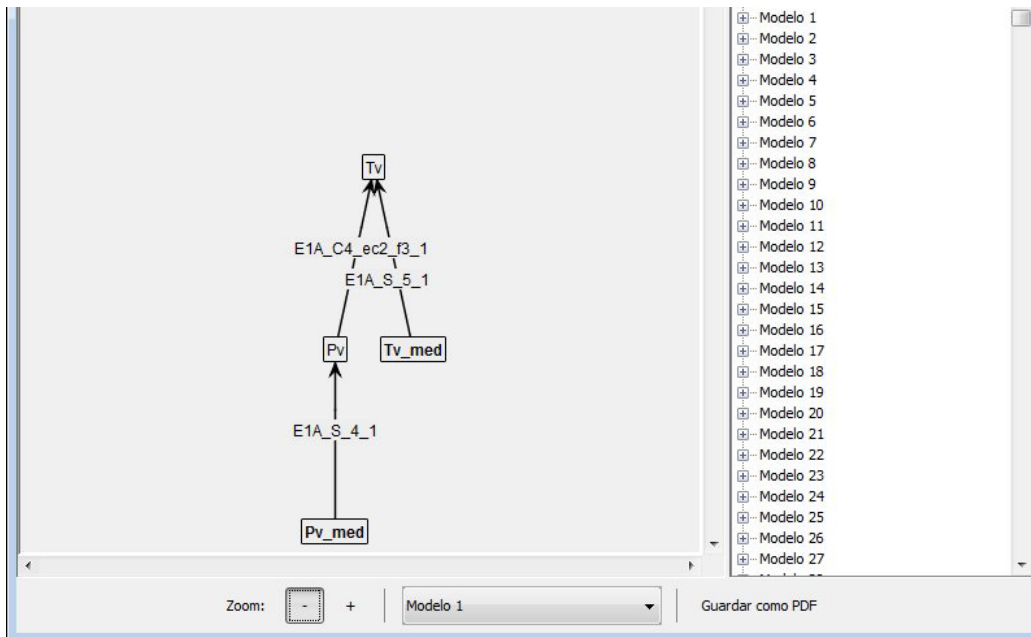 Tv
E1A_C4_ec2_f3_1
E1A_S_5_1
Pv
Tv_med
E1A_S_4_1
Pv_med
Modelo 1
Modelo 2
Modelo 3
Modelo 4
Modelo 5
Modelo 6
Modelo 7
Modelo 8
Modelo 9
Modelo 10
Modelo 11
Modelo 12
Modelo 13
Modelo 14
Modelo 15
Modelo 16
Modelo 17
Modelo 18
Modelo 19
Modelo 20
Modelo 21
Modelo 22
Modelo 23
Modelo 24
Modelo 25
Modelo 26
Modelo 27
Zoom: - + Modelo 1 Guardar como PDF